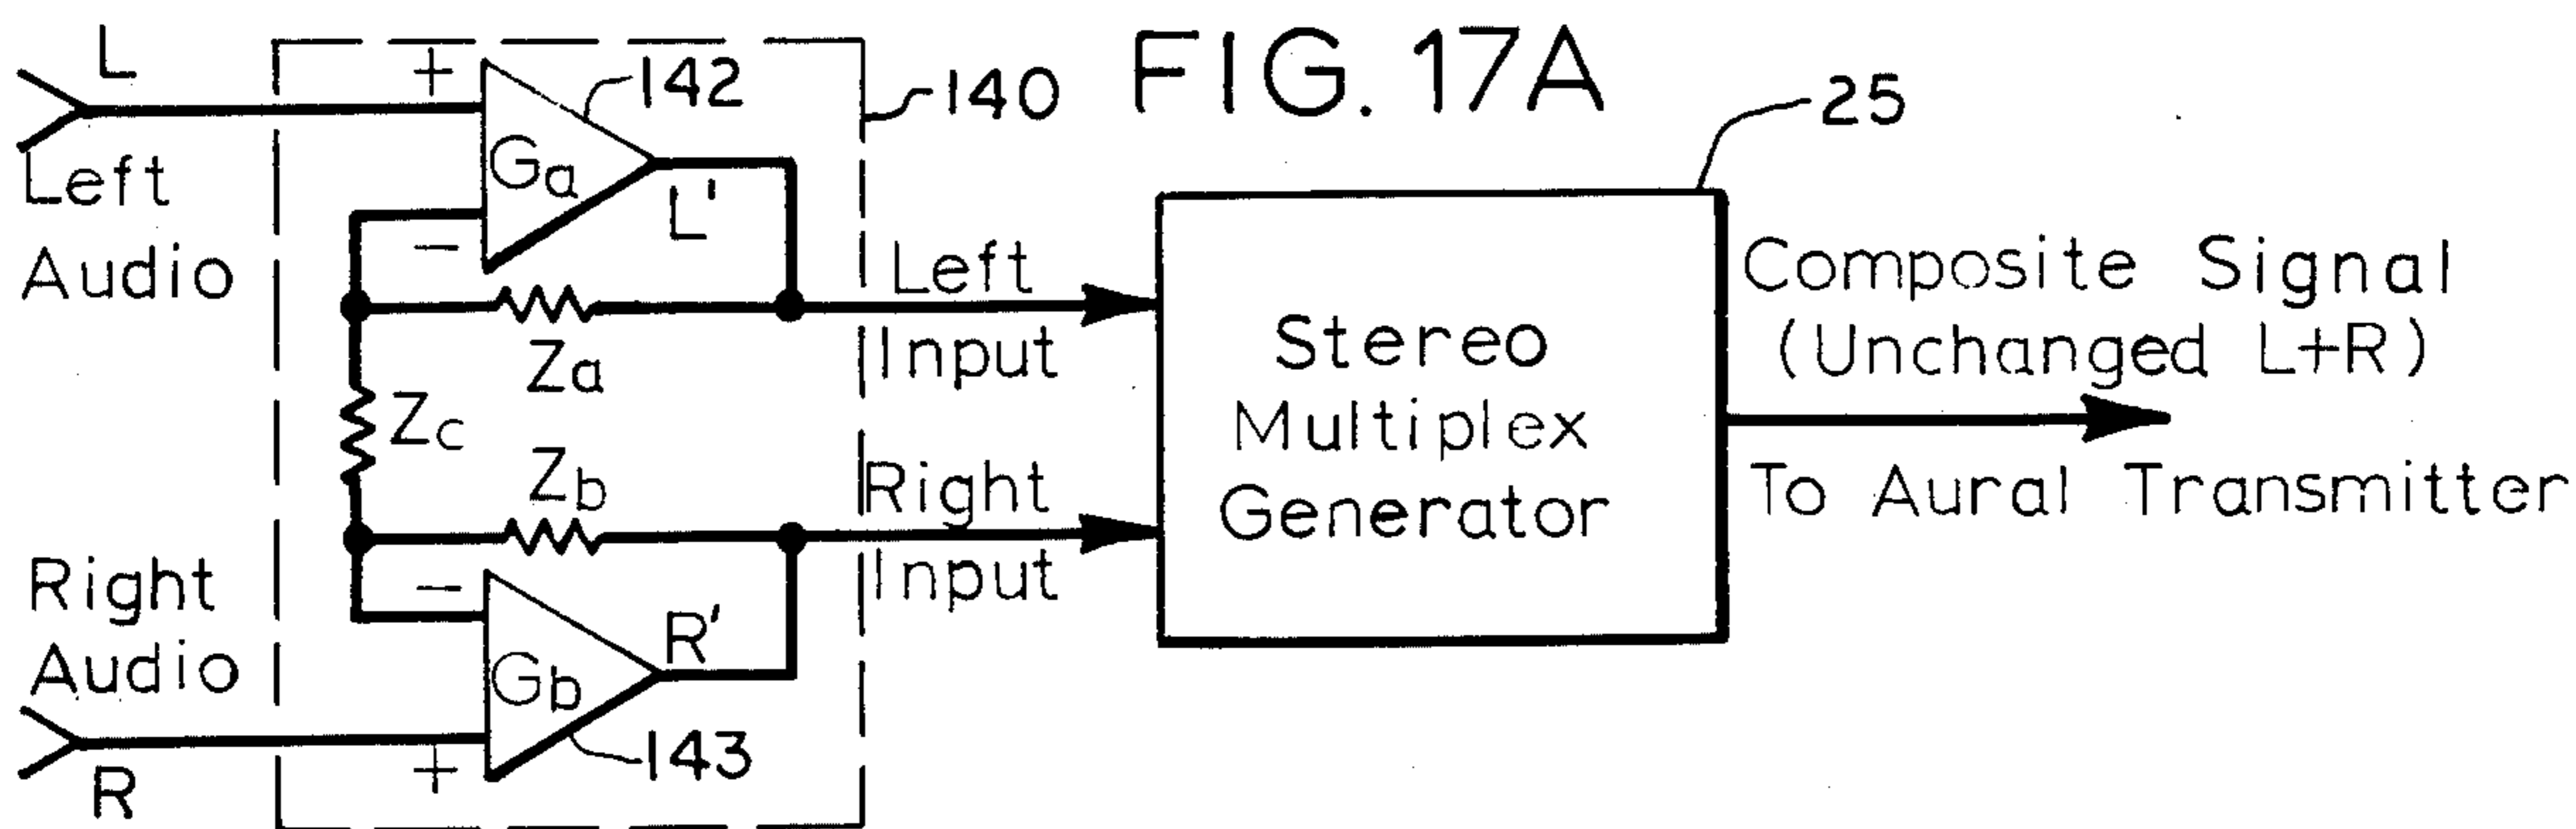 FIG. 17A
L
+
142
140
25
Left
Audio
Ga
L'
−
Za
Zc
Zb
Left
Input
Right
Input
Stereo
Multiplex
Generator
Composite Signal
(Unchanged L+R)
To Aural Transmitter
Right
Audio
−
Gb
R'
+
143
R